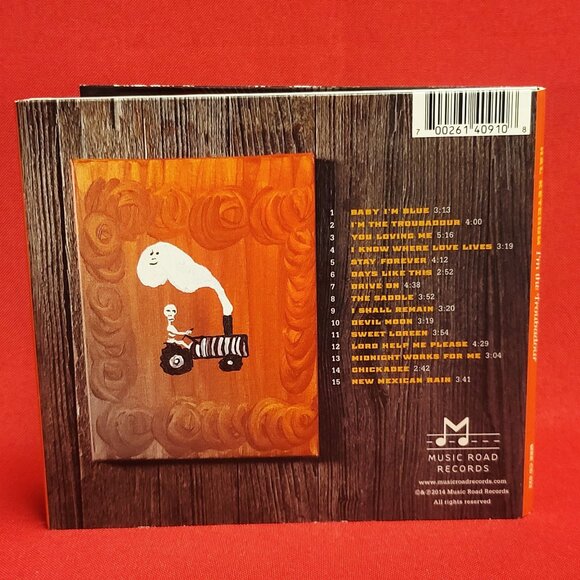 7 00261 40910 8
1 BABY I'M BLUE 3:13
2 I'M THE TROUBADOUR 4:00
3 YOU LOVING ME 5:16
4 I KNOW WHERE LOVE LIVES 3:19
5 STAY FOREVER 4:12
6 DAYS LIKE THIS 2:52
7 DRIVE ON 4:38
8 THE SADDLE 3:52
9 I SHALL REMAIN 3:20
10 DEVIL MOON 3:19
11 SWEET LOREEN 3:54
12 LORD HELP ME PLEASE 4:29
13 MIDNIGHT WORKS FOR ME 3:04
14 CHICKADEE 2:42
15 NEW MEXICAN RAIN 3:41
M
MUSIC ROAD
RECORDS
www.musicroadrecords.com
©&℗2014 Music Road Records
All rights reserved
HAL KETCHUM I'm the Troubadour